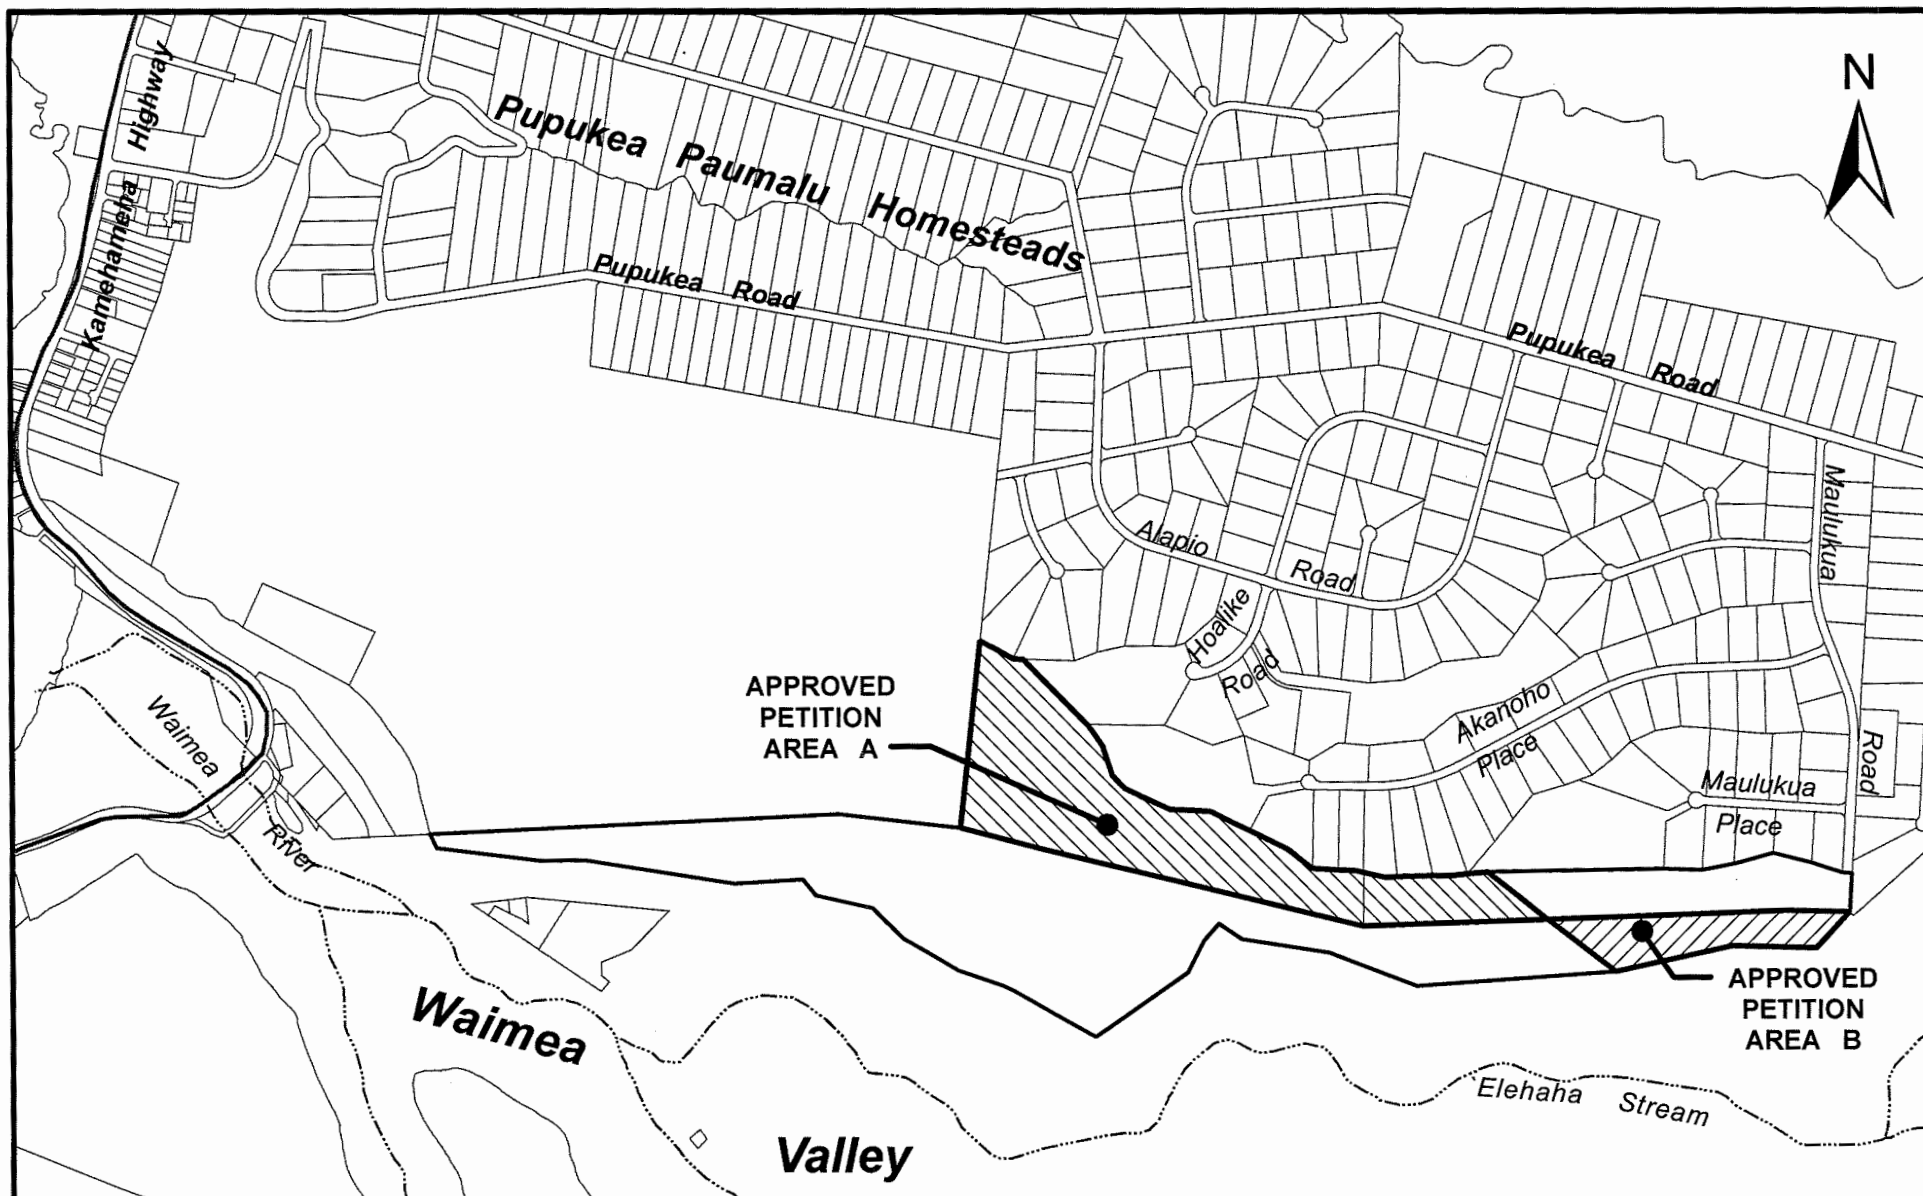 N
Kamehameha Highway
Pupukea Paumalu Homesteads
Pupukea Road
Pupukea Road
Maulukua Road
Alapio Road
Hoalike Road
Akanoho Place
Maulukua Place
APPROVED
PETITION
AREA A
Waimea River
APPROVED
PETITION
AREA B
Waimea Valley
Elehaha Stream